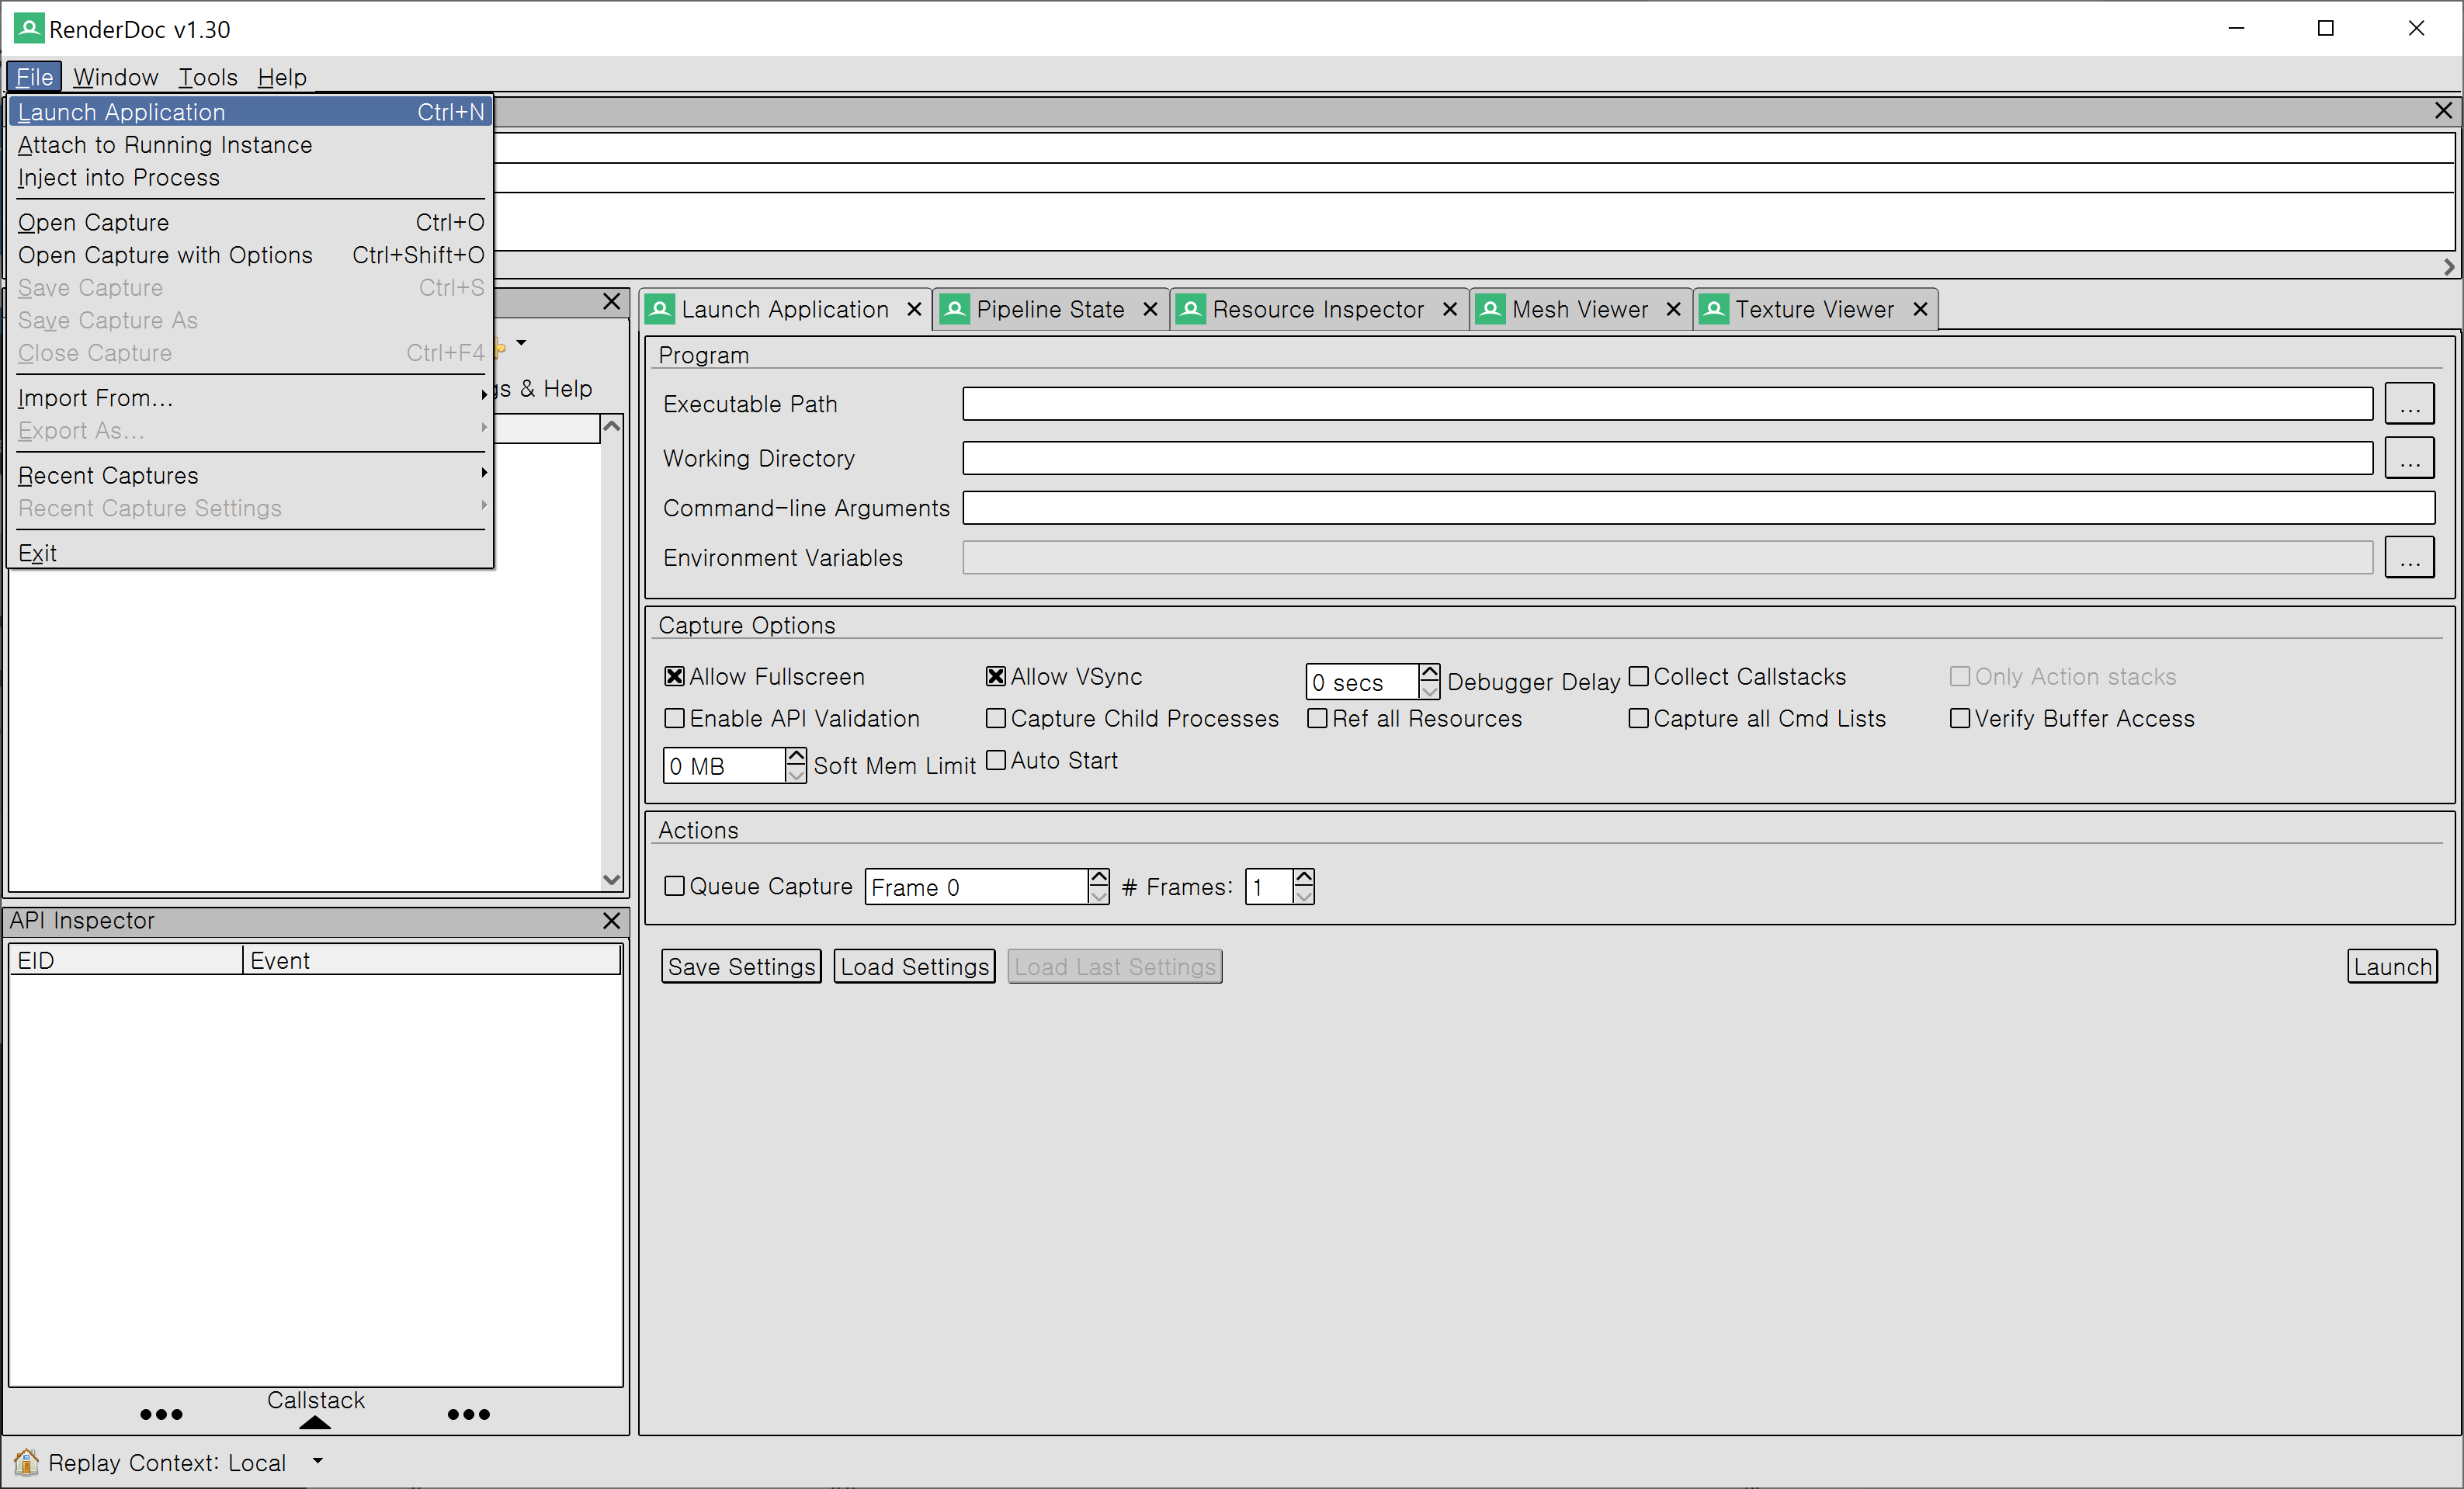 RenderDoc v1.30
File Window Tools Help
Launch Application Ctrl+N
Attach to Running Instance
Inject into Process
Open Capture Ctrl+O
Open Capture with Options Ctrl+Shift+O
Save Capture Ctrl+S
Save Capture As
Close Capture Ctrl+F4
Import From...
Export As...
Recent Captures
Recent Capture Settings
Exit
& Help
Launch Application Pipeline State Resource Inspector Mesh Viewer Texture Viewer
Program
Executable Path ...
Working Directory ...
Command-line Arguments
Environment Variables ...
Capture Options
Allow Fullscreen Allow VSync 0 secs Debugger Delay Collect Callstacks Only Action stacks
Enable API Validation Capture Child Processes Ref all Resources Capture all Cmd Lists Verify Buffer Access
0 MB Soft Mem Limit Auto Start
Actions
Queue Capture Frame 0 # Frames: 1
Save Settings Load Settings Load Last Settings Launch
API Inspector
EID Event
Callstack
Replay Context: Local